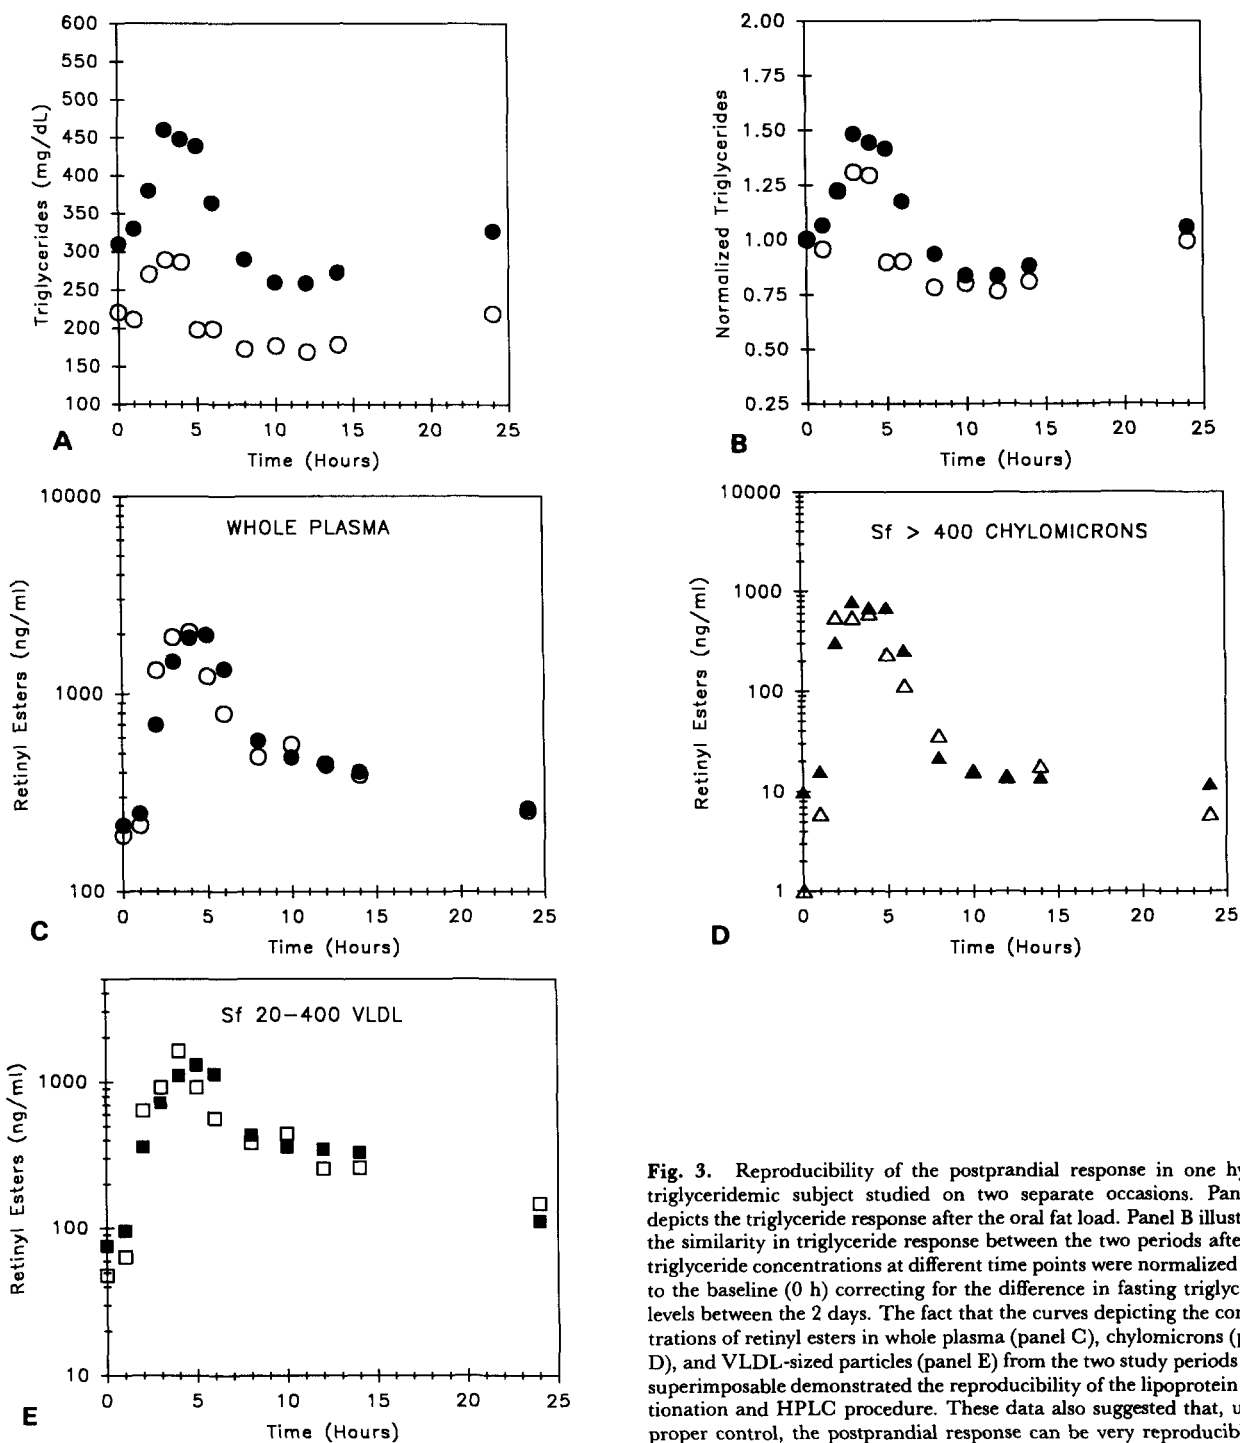 600
550
500
450
400
350
300
250
200
150
100
Triglycerides (mg/dL)
0 5 10 15 20 25
Time (Hours)
A
2.00
1.75
1.50
1.25
1.00
0.75
0.50
0.25
Normalized Triglycerides
0 5 10 15 20 25
Time (Hours)
B
WHOLE PLASMA
10000
1000
100
Retinyl Esters (ng/ml)
0 5 10 15 20 25
Time (Hours)
C
Sf > 400 CHYLOMICRONS
10000
1000
100
10
1
Retinyl Esters (ng/ml)
0 5 10 15 20 25
Time (Hours)
D
Sf 20-400 VLDL
1000
100
10
Retinyl Esters (ng/ml)
0 5 10 15 20 25
Time (Hours)
E
Fig. 3. Reproducibility of the postprandial response in one hy
triglyceridemic subject studied on two separate occasions. Pan
depicts the triglyceride response after the oral fat load. Panel B illust
the similarity in triglyceride response between the two periods afte
triglyceride concentrations at different time points were normalized
to the baseline (0 h) correcting for the difference in fasting triglyc
levels between the 2 days. The fact that the curves depicting the con
trations of retinyl esters in whole plasma (panel C), chylomicrons (p
D), and VLDL-sized particles (panel E) from the two study periods
superimposable demonstrated the reproducibility of the lipoprotein
tionation and HPLC procedure. These data also suggested that, u
proper control, the postprandial response can be very reproducib